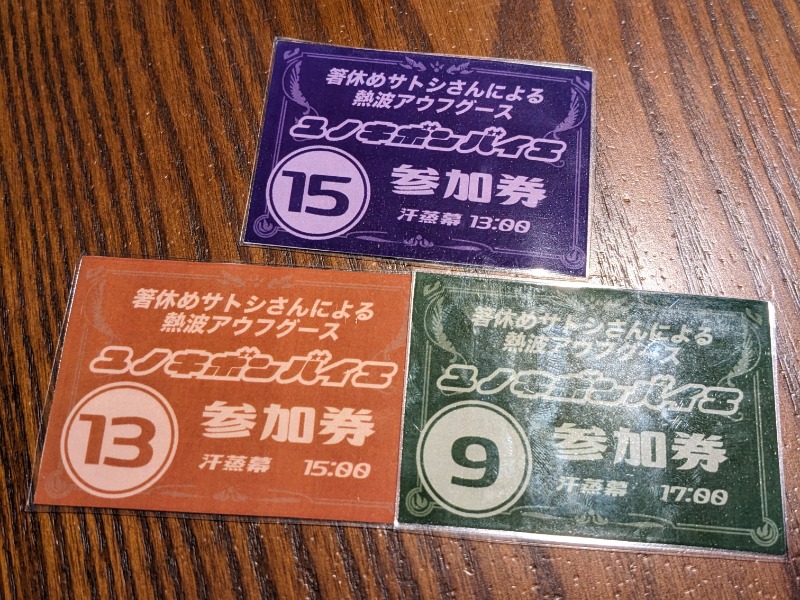 箸休めサトシさんによる
熱波アウフグース
ユノキボンバイエ
15
参加券
汗蒸幕 13:00
箸休めサトシさんによる
熱波アウフグース
ユノキボンバイエ
13
参加券
汗蒸幕 15:00
箸休めサトシさんによる
熱波アウフグース
ユノキボンバイエ
9
参加券
汗蒸幕 17:00